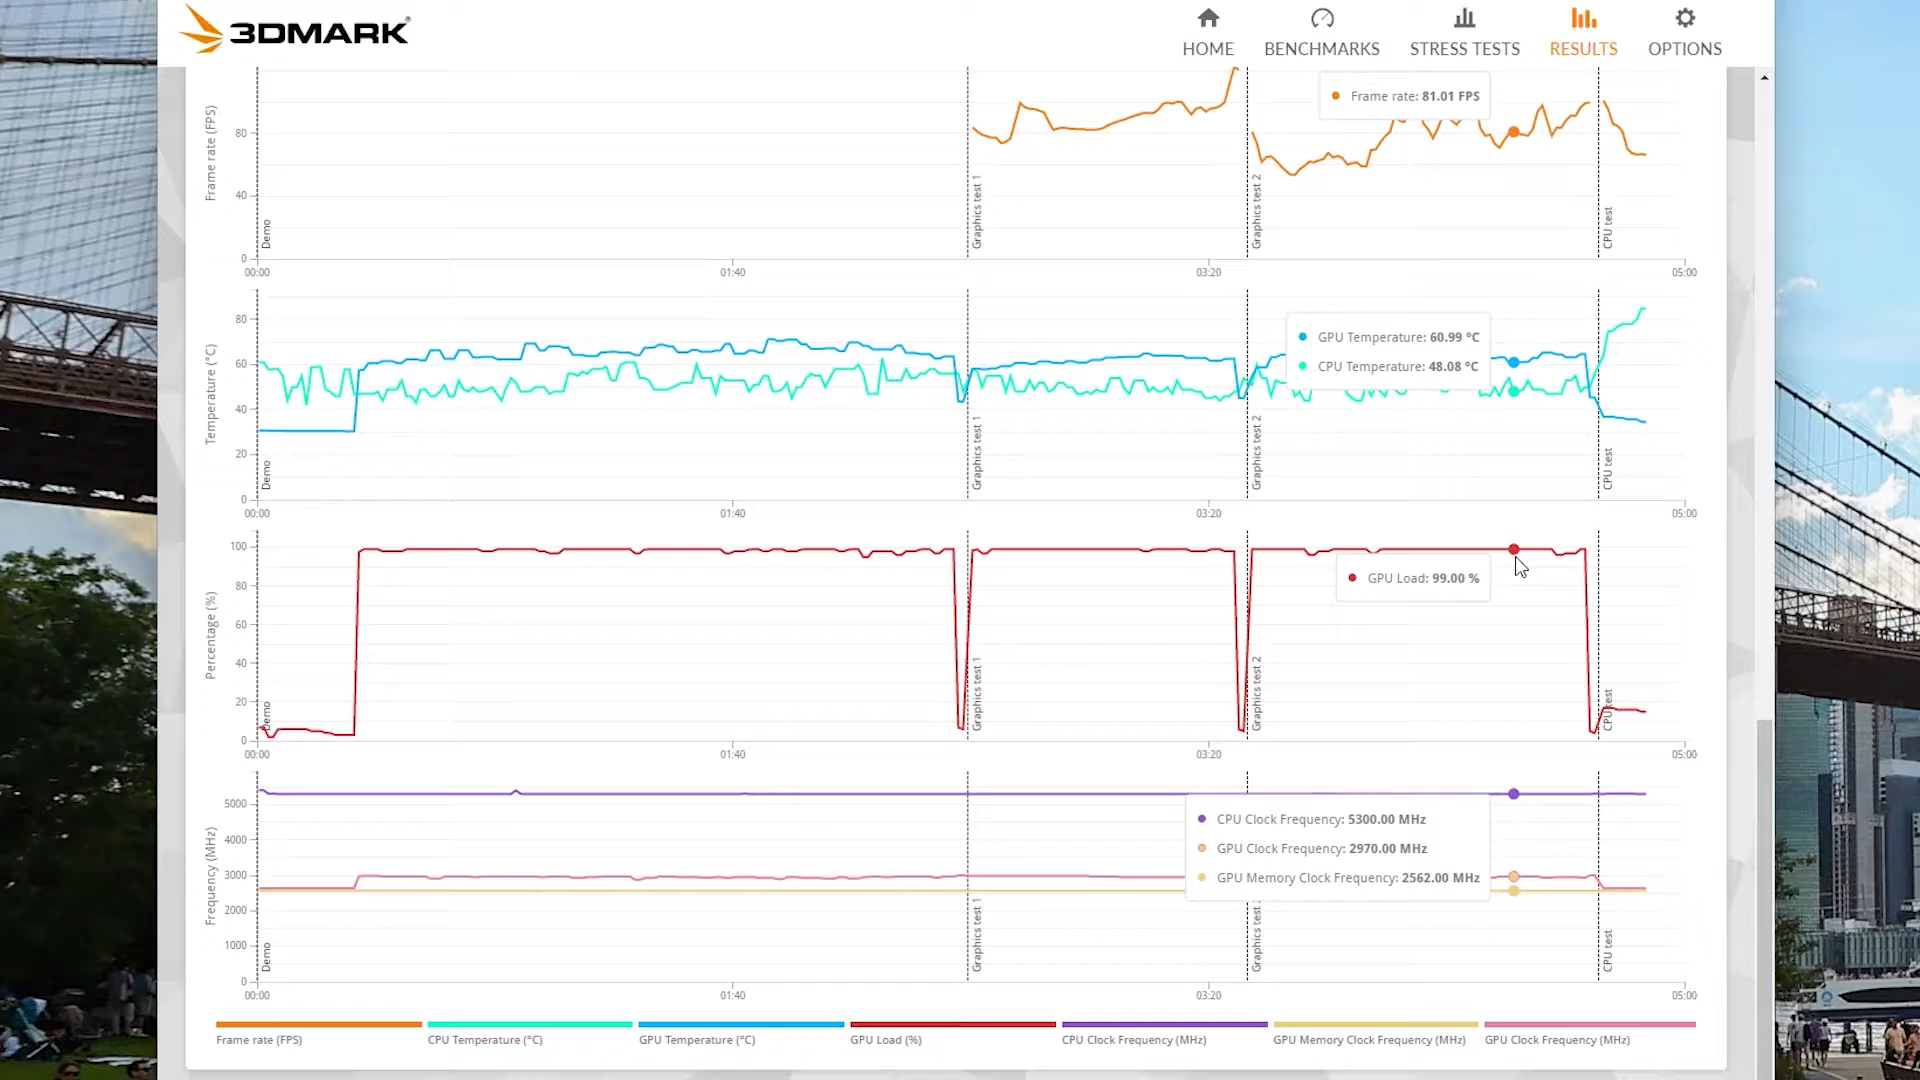 3DMARK®
HOME
BENCHMARKS
STRESS TESTS
RESULTS
OPTIONS
Frame rate (FPS)
80
40
0
Demo
Graphics test 1
Graphics test 2
CPU test
Frame rate: 81.01 FPS
00:00
01:40
03:20
05:00
Temperature (°C)
80
60
40
20
0
Demo
Graphics test 1
Graphics test 2
CPU test
GPU Temperature: 60.99 °C
CPU Temperature: 48.08 °C
00:00
01:40
03:20
05:00
Percentage (%)
100
80
60
40
20
0
Demo
Graphics test 1
Graphics test 2
CPU test
GPU Load: 99.00 %
00:00
01:40
03:20
05:00
Frequency (MHz)
5000
4000
3000
2000
1000
0
Demo
Graphics test 1
Graphics test
CPU test
CPU Clock Frequency: 5300.00 MHz
GPU Clock Frequency: 2970.00 MHz
GPU Memory Clock Frequency: 2562.00 MHz
00:00
01:40
03:20
05:00
Frame rate (FPS)
CPU Temperature (°C)
GPU Temperature (°C)
GPU Load (%)
CPU Clock Frequency (MHz)
GPU Memory Clock Frequency (MHz)
GPU Clock Frequency (MHz)